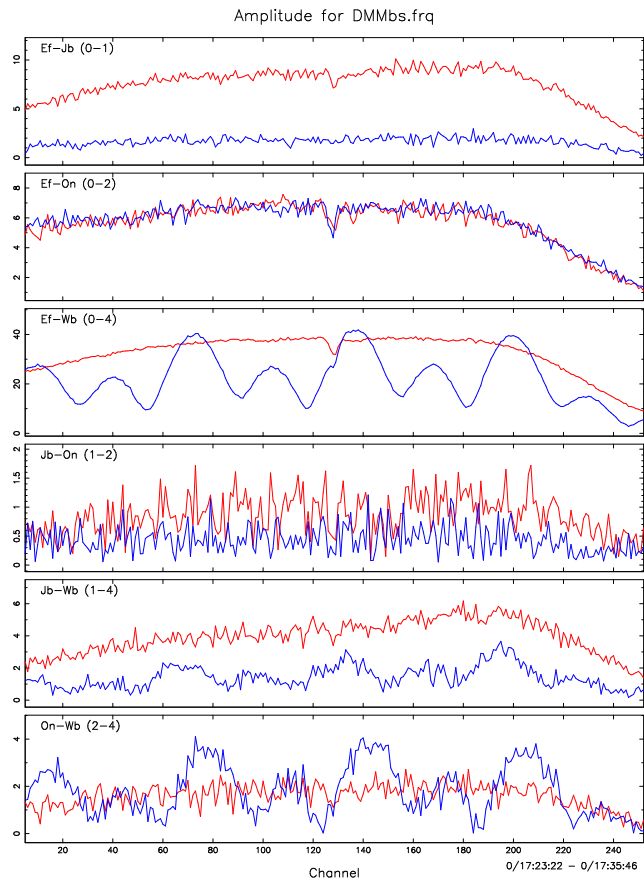 Amplitude for DMMbs.frq
Ef-Jb (0-1)
0 5 10
Ef-On (0-2)
2 4 6 8
Ef-Wb (0-4)
0 20 40
Jb-On (1-2)
0 0.5 1 1.5 2
Jb-Wb (1-4)
0 2 4 6
On-Wb (2-4)
0 2 4
20 40 60 80 100 120 140 160 180 200 220 240
Channel
0/17:23:22 - 0/17:35:46